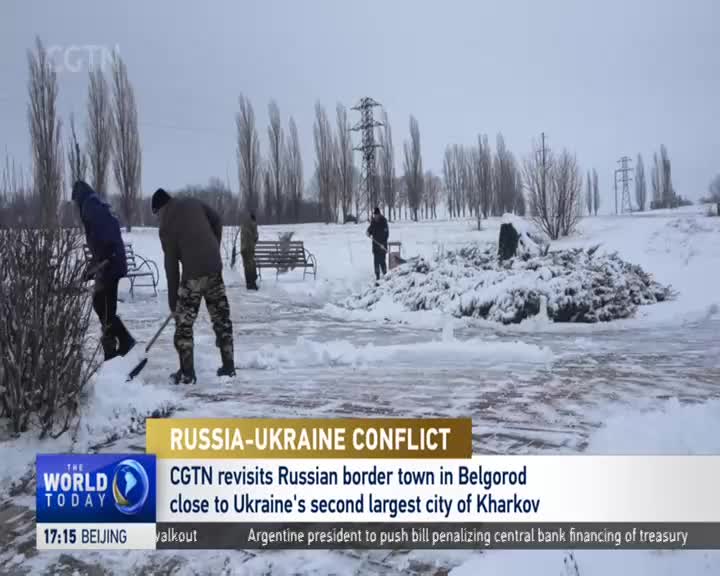 CGTN
RUSSIA-UKRAINE CONFLICT
CGTN revisits Russian border town in Belgorod
close to Ukraine's second largest city of Kharkov
THE
WORLD
TODAY
17:15 BEIJING
valkout Argentine president to push bill penalizing central bank financing of treasury